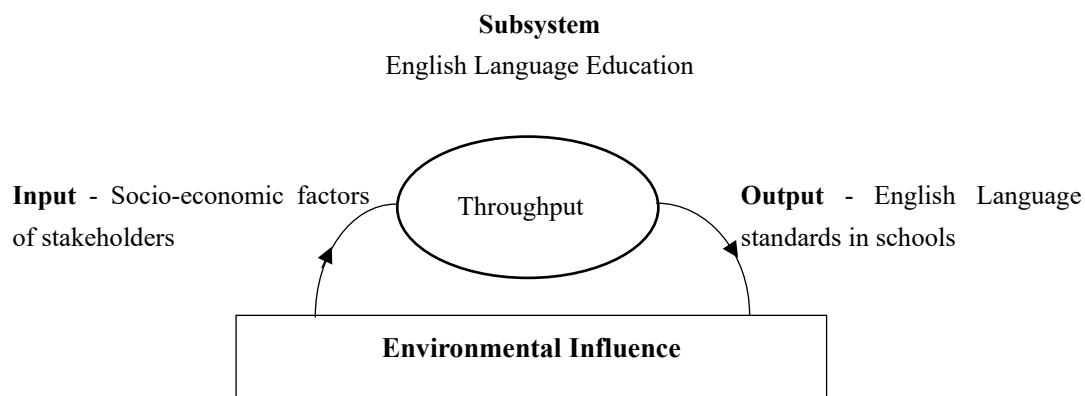 Subsystem
English Language Education
Input - Socio-economic factors
of stakeholders
Throughput
Output - English Language
standards in schools
Environmental Influence